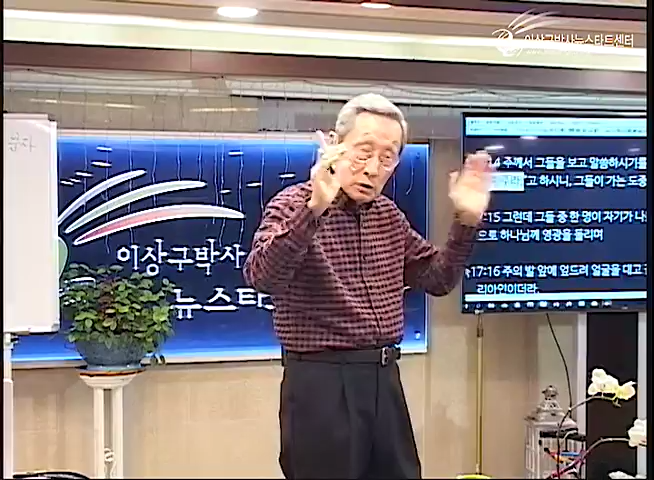 이상구박사뉴스타트센터
이상구박사
뉴스타트
14 주께서 그들을 보고 말씀하시기를
고 하시니, 그들이 가는 도중
:15 그런데 그들 중 한 명이 자기가 나
으로 하나님께 영광을 돌리며
17:16 주의 발 앞에 엎드리 얼굴을 대고
리아인이더라.